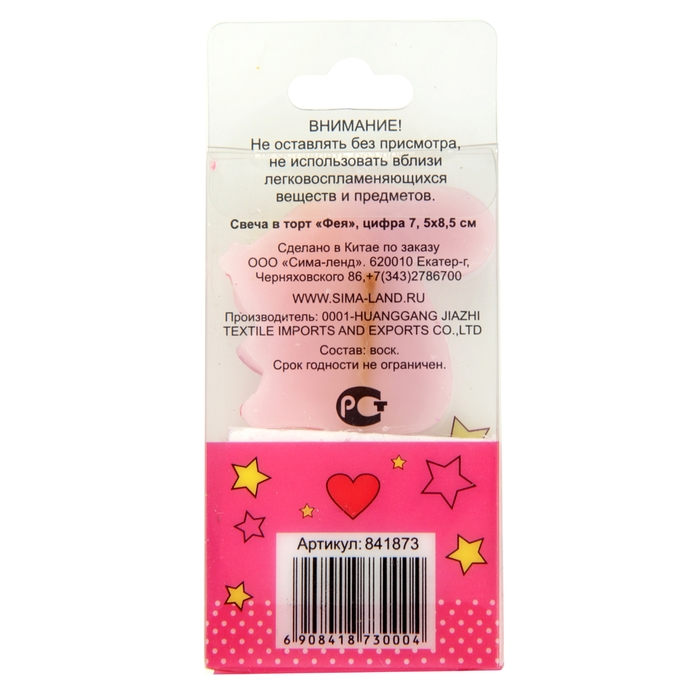 ВНИМАНИЕ!
Не оставлять без присмотра,
не использовать вблизи
легковоспламеняющихся
веществ и предметов.
Свеча в торт «Фея», цифра 7, 5х8,5 см
Сделано в Китае по заказу
ООО «Сима-ленд». 620010 Екатер-г,
Черняховского 86,+7(343)2786700
WWW.SIMA-LAND.RU
Производитель: 0001-HUANGGANG JIAZHI
TEXTILE IMPORTS AND EXPORTS CO.,LTD
Состав: воск.
Срок годности не ограничен.
РСТ
Артикул: 841873
6 908418 730004